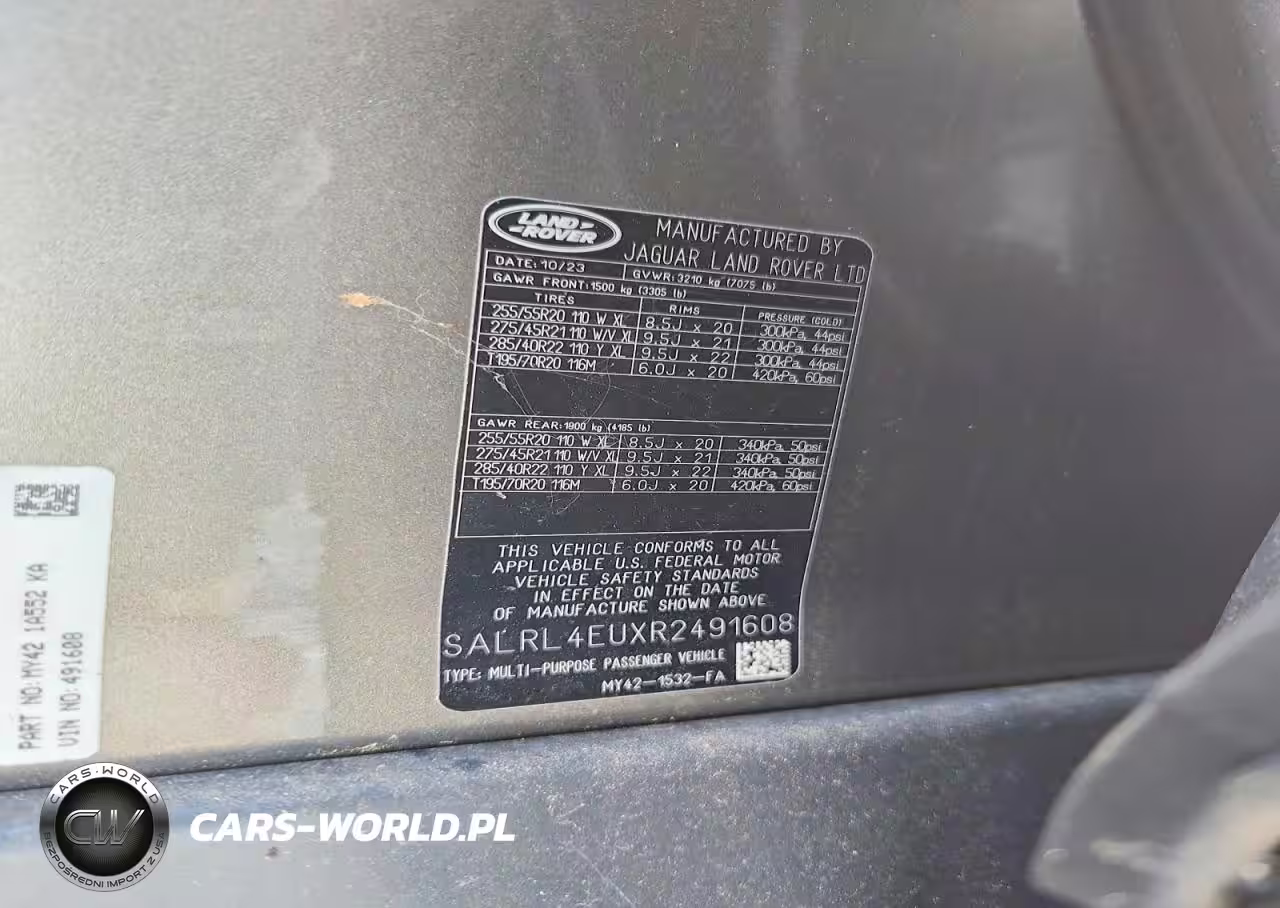 LAND
ROVER
MANUFACTURED BY
JAGUAR LAND ROVER LTD
DATE: 10/23 GVWR: 3210 kg (7075 lb)
GAWR FRONT: 1500 kg (3305 lb)
TIRES RIMS PRESSURE (COLD)
255/55R20 110 W XL 8.5J x 20 300kPa, 44psi
275/45R21 110 W/V XL 9.5J x 21 300kPa, 44psi
285/40R22 110 Y XL 9.5J x 22 300kPa, 44psi
T195/70R20 116M 6.0J x 20 420kPa, 60psi
GAWR REAR: 1900 kg (4185 lb)
255/55R20 110 W XL 8.5J x 20 340kPa, 50psi
275/45R21 110 W/V XL 9.5J x 21 340kPa, 50psi
285/40R22 110 Y XL 9.5J x 22 340kPa, 50psi
T195/70R20 116M 6.0J x 20 420kPa, 60psi
THIS VEHICLE CONFORMS TO ALL
APPLICABLE U.S. FEDERAL MOTOR
VEHICLE SAFETY STANDARDS
IN EFFECT ON THE DATE
OF MANUFACTURE SHOWN ABOVE
SALRL4EUXR2491608
TYPE: MULTI-PURPOSE PASSENGER VEHICLE
MY42-1532-FA
PART NO: MY42 1A552 KA
VIN NO: 491608
CARS-WORLD
CW
BEZPOŚREDNI IMPORT Z USA
CARS-WORLD.PL